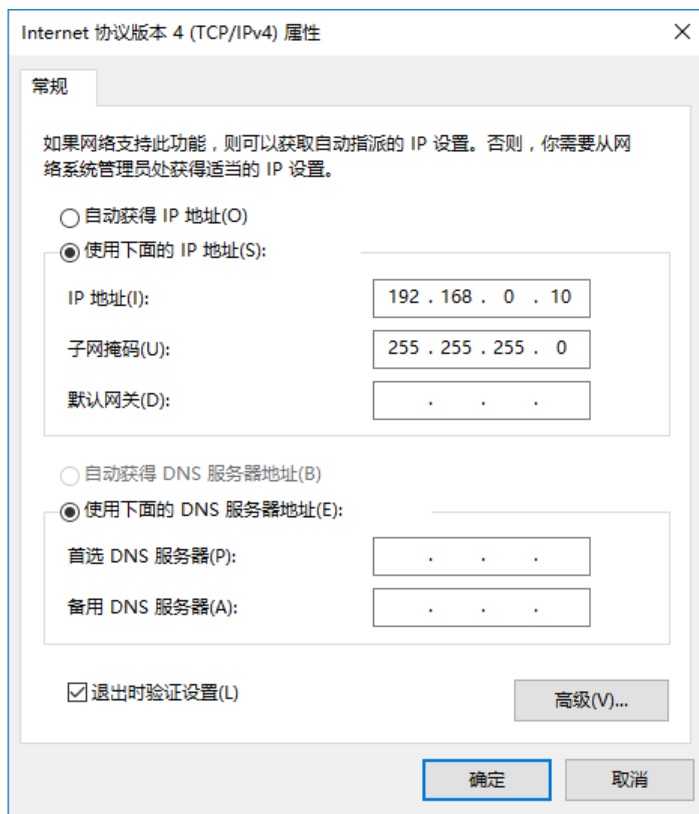 Internet 协议版本 4 (TCP/IPv4) 属性
常规
如果网络支持此功能，则可以获取自动指派的 IP 设置。否则，你需要从网
络系统管理员处获得适当的 IP 设置。
自动获得 IP 地址(O)
使用下面的 IP 地址(S):
IP 地址(I): 192 . 168 . 0 . 10
子网掩码(U): 255 . 255 . 255 . 0
默认网关(D): . . .
自动获得 DNS 服务器地址(B)
使用下面的 DNS 服务器地址(E):
首选 DNS 服务器(P): . . .
备用 DNS 服务器(A): . . .
退出时验证设置(L)
高级(V)...
确定 取消